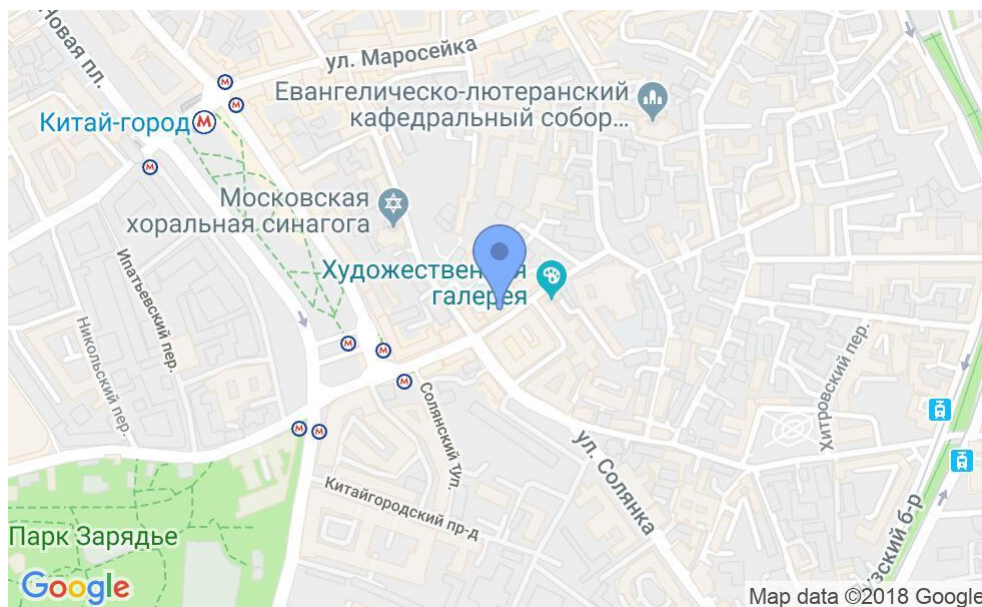 Новая пл.
ул. Маросейка
Евангелическо-лютеранский
кафедральный собор...
Китай-город
М
Московская
хоральная синагога
Ипатьевский пер.
Никольский пер.
Художественная
галерея
Хитровский пер.
Солянский туп.
ул. Солянка
Китайгородский пр-д
Парк Зарядье
зский б-р
Google
Map data ©2018 Google